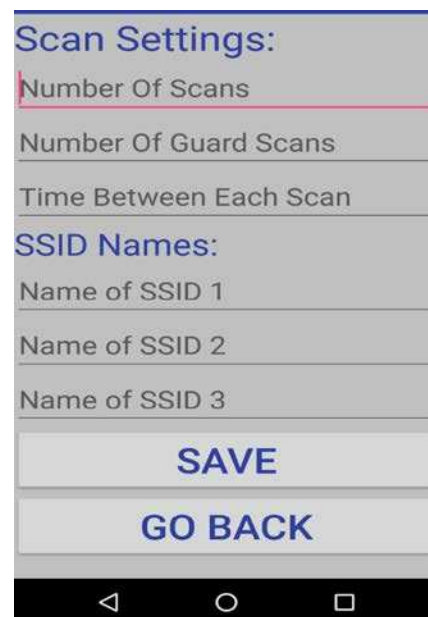 Scan Settings:
Number Of Scans
Number Of Guard Scans
Time Between Each Scan
SSID Names:
Name of SSID 1
Name of SSID 2
Name of SSID 3
SAVE
GO BACK